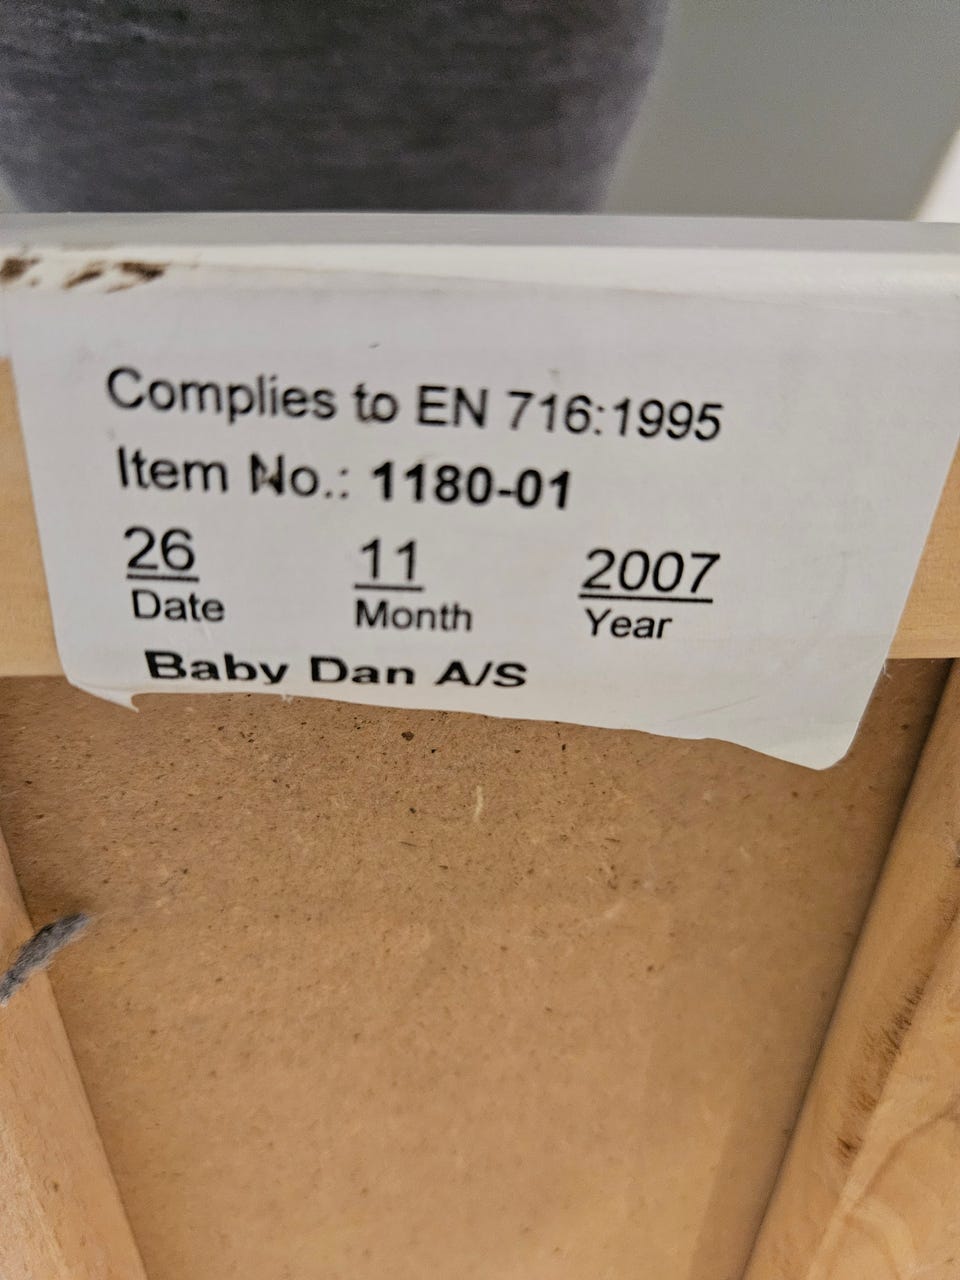 Complies to EN 716:1995
Item No.: 1180-01
26 11 2007
Date Month Year
Baby Dan A/S